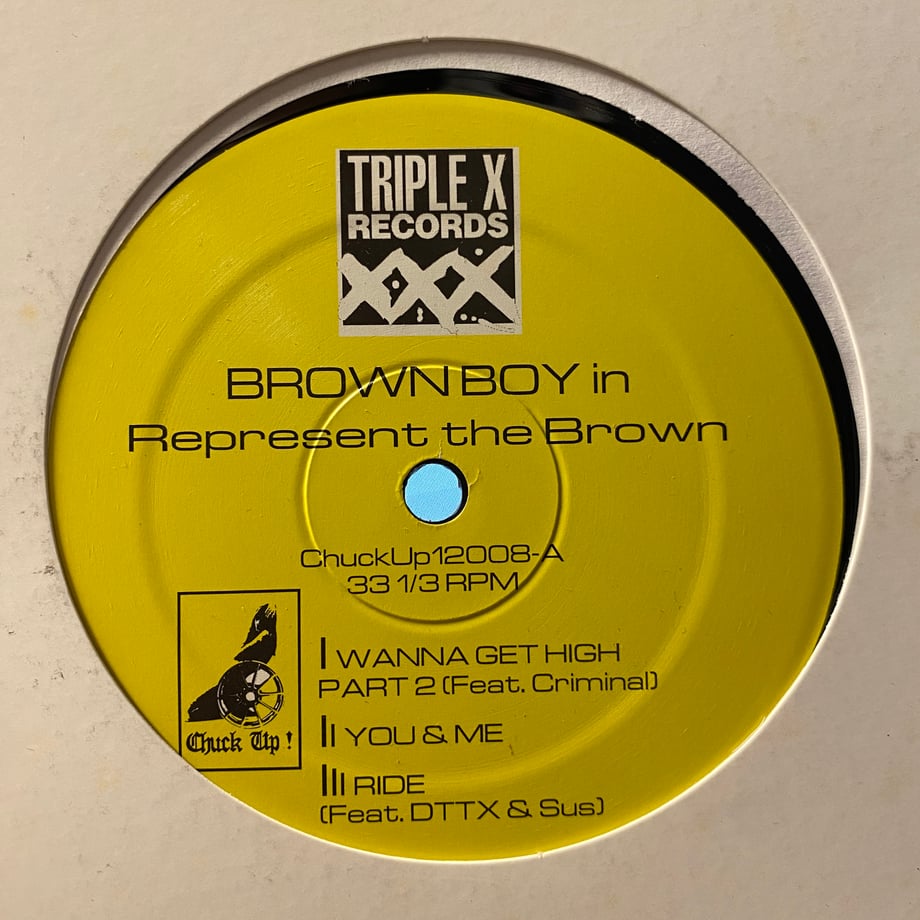 TRIPLE X
RECORDS
XXX
BROWN BOY in
Represent the Brown
ChuckUp12008-A
33 1/3 RPM
I WANNA GET HIGH
PART 2 (Feat. Criminal)
II YOU & ME
III RIDE
(Feat. DTTX & Sus)
Chuck Up !